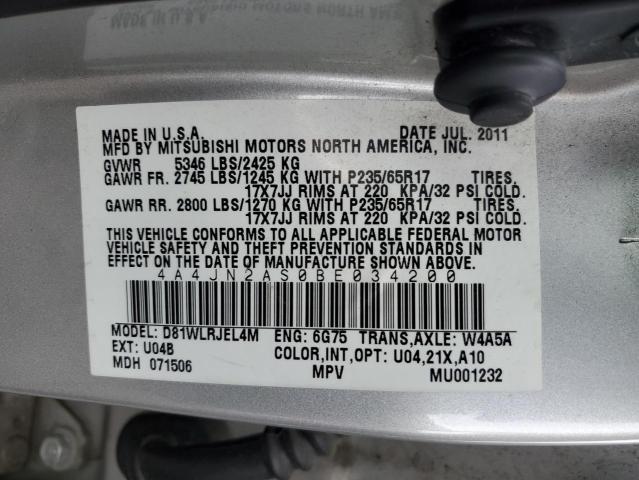 MADE IN U.S.A. DATE JUL. 2011
MFD BY MITSUBISHI MOTORS NORTH AMERICA, INC.
GVWR 5346 LBS/2425 KG
GAWR FR. 2745 LBS/1245 KG WITH P235/65R17 TIRES.
17X7JJ RIMS AT 220 KPA/32 PSI COLD.
GAWR RR. 2800 LBS/1270 KG WITH P235/65R17 TIRES.
17X7JJ RIMS AT 220 KPA/32 PSI COLD.
THIS VEHICLE CONFORMS TO ALL APPLICABLE FEDERAL MOTOR
VEHICLE SAFETY AND THEFT PREVENTION STANDARDS IN
EFFECT ON THE DATE OF MANUFACTURE SHOWN ABOVE.
4A4JN2AS0BE034200
MODEL: D81WLRJEL4M ENG: 6G75 TRANS,AXLE: W4A5A
EXT: U04B COLOR,INT,OPT: U04,21X,A10
MDH 071506 MPV MU001232